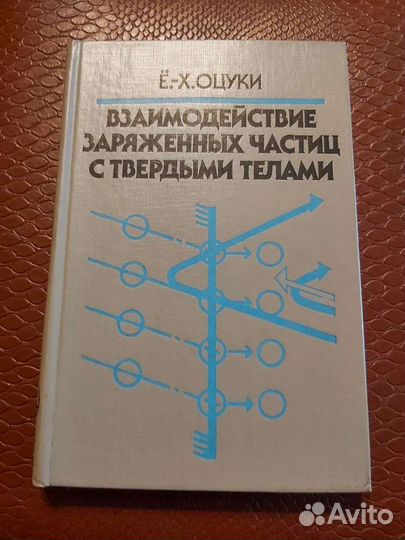 Ё.-Х. ОЦУКИ
ВЗАИМОДЕЙСТВИЕ
ЗАРЯЖЕННЫХ ЧАСТИЦ
С ТВЕРДЫМИ ТЕЛАМИ
Avito